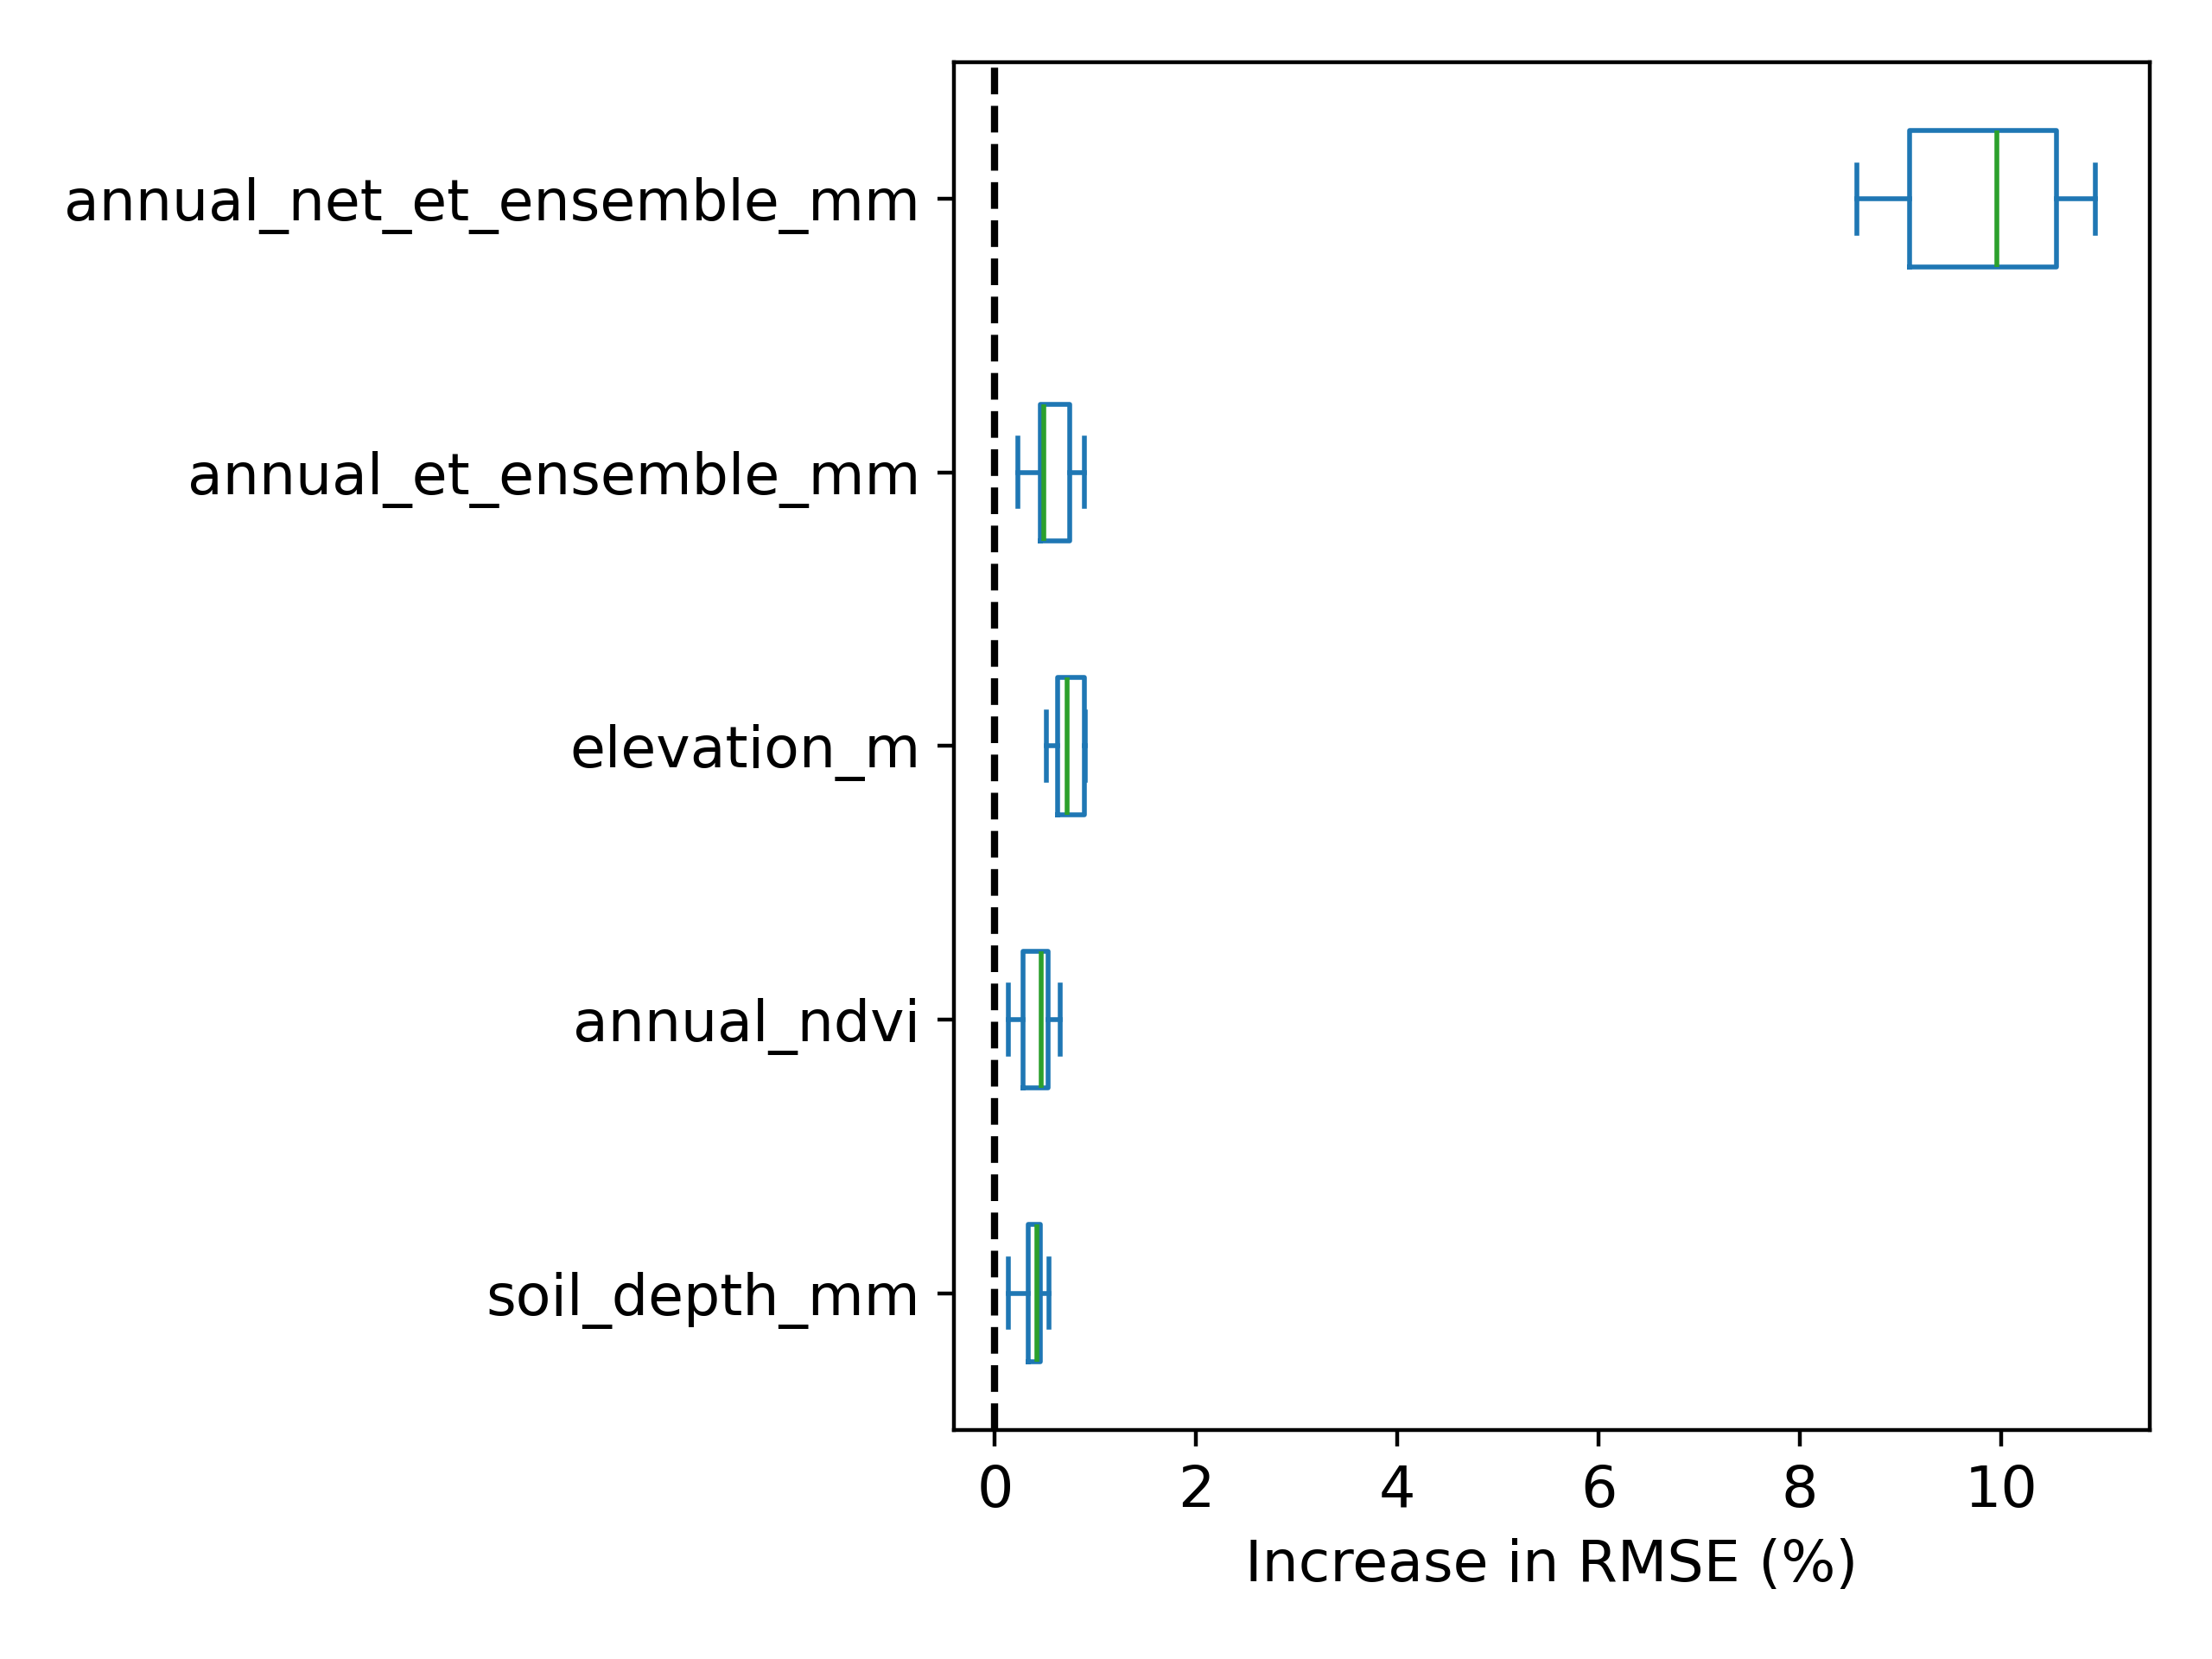 annual_net_et_ensemble_mm
annual_et_ensemble_mm
elevation_m
annual_ndvi
soil_depth_mm
0 2 4 6 8 10
Increase in RMSE (%)